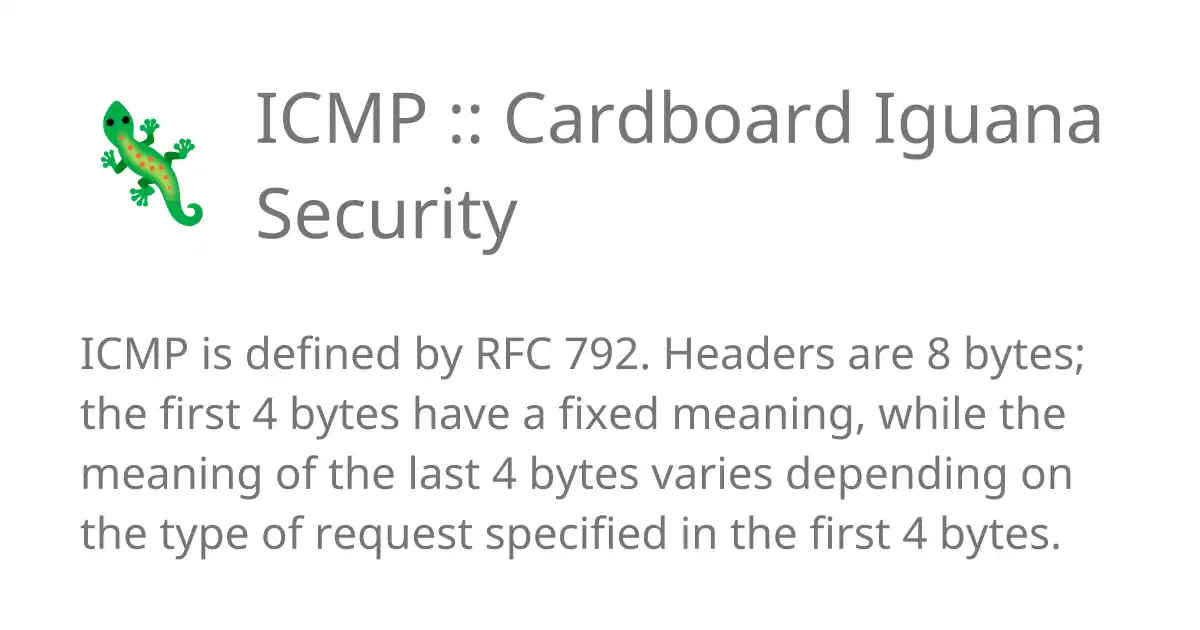 ICMP :: Cardboard Iguana
Security
ICMP is defined by RFC 792. Headers are 8 bytes;
the first 4 bytes have a fixed meaning, while the
meaning of the last 4 bytes varies depending on
the type of request specified in the first 4 bytes.